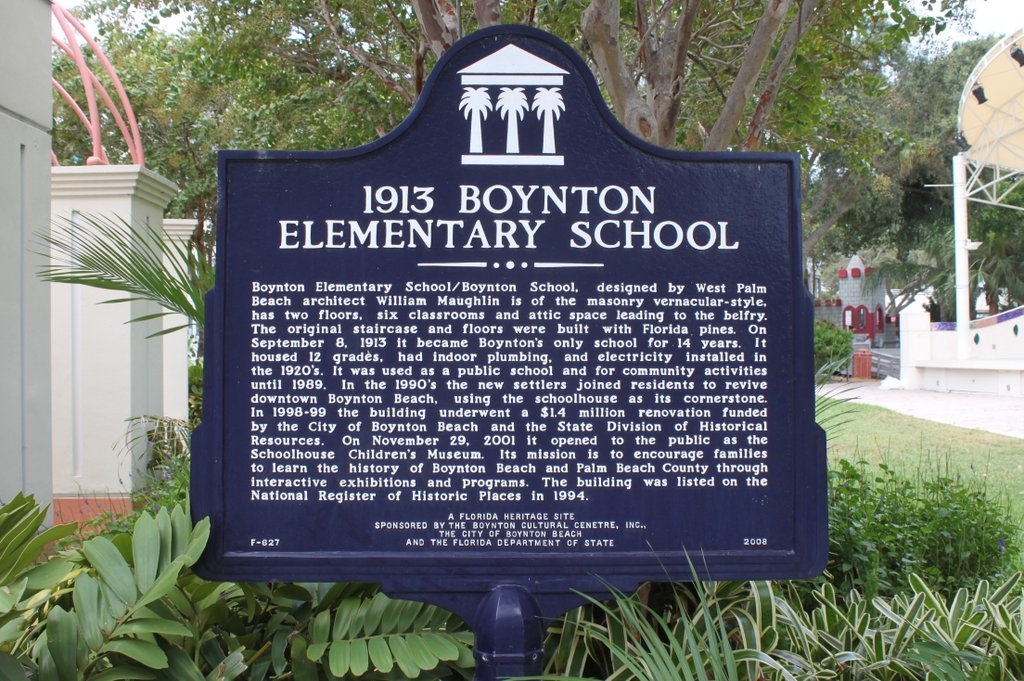 1913 BOYNTON
ELEMENTARY SCHOOL
Boynton Elementary School/Boynton School, designed by West Palm
Beach architect William Maughlin is of the masonry vernacular-style,
has two floors, six classrooms and attic space leading to the belfry.
The original staircase and floors were built with Florida pines. On
September 8, 1913 it became Boynton's only school for 14 years. It
housed 12 grades, had indoor plumbing, and electricity installed in
the 1920's. It was used as a public school and for community activities
until 1989. In the 1990's the new settlers joined residents to revive
downtown Boynton Beach, using the schoolhouse as its cornerstone.
In 1998-99 the building underwent a $1.4 million renovation funded
by the City of Boynton Beach and the State Division of Historical
Resources. On November 29, 2001 it opened to the public as the
Schoolhouse Children's Museum. Its mission is to encourage families
to learn the history of Boynton Beach and Palm Beach County through
interactive exhibitions and programs. The building was listed on the
National Register of Historic Places in 1994.
A FLORIDA HERITAGE SITE
SPONSORED BY THE BOYNTON CULTURAL CENETRE, INC.,
THE CITY OF BOYNTON BEACH
F-627 AND THE FLORIDA DEPARTMENT OF STATE 2008